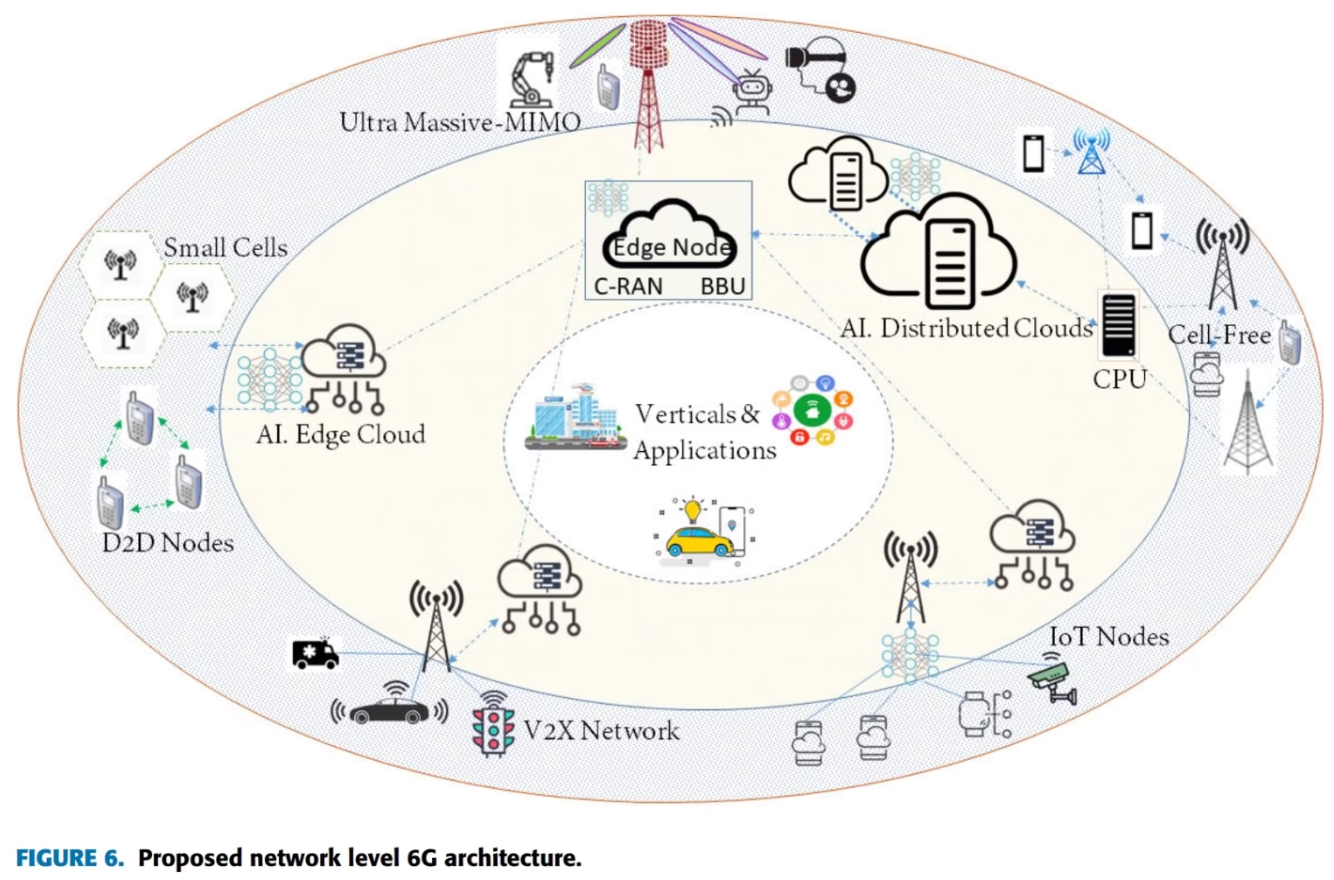 Ultra Massive-MIMO
Small Cells
Edge Node
C-RAN BBU
AI. Distributed Clouds
Cell-Free
CPU
Verticals &
Applications
AI. Edge Cloud
D2D Nodes
IoT Nodes
V2X Network
FIGURE 6. Proposed network level 6G architecture.